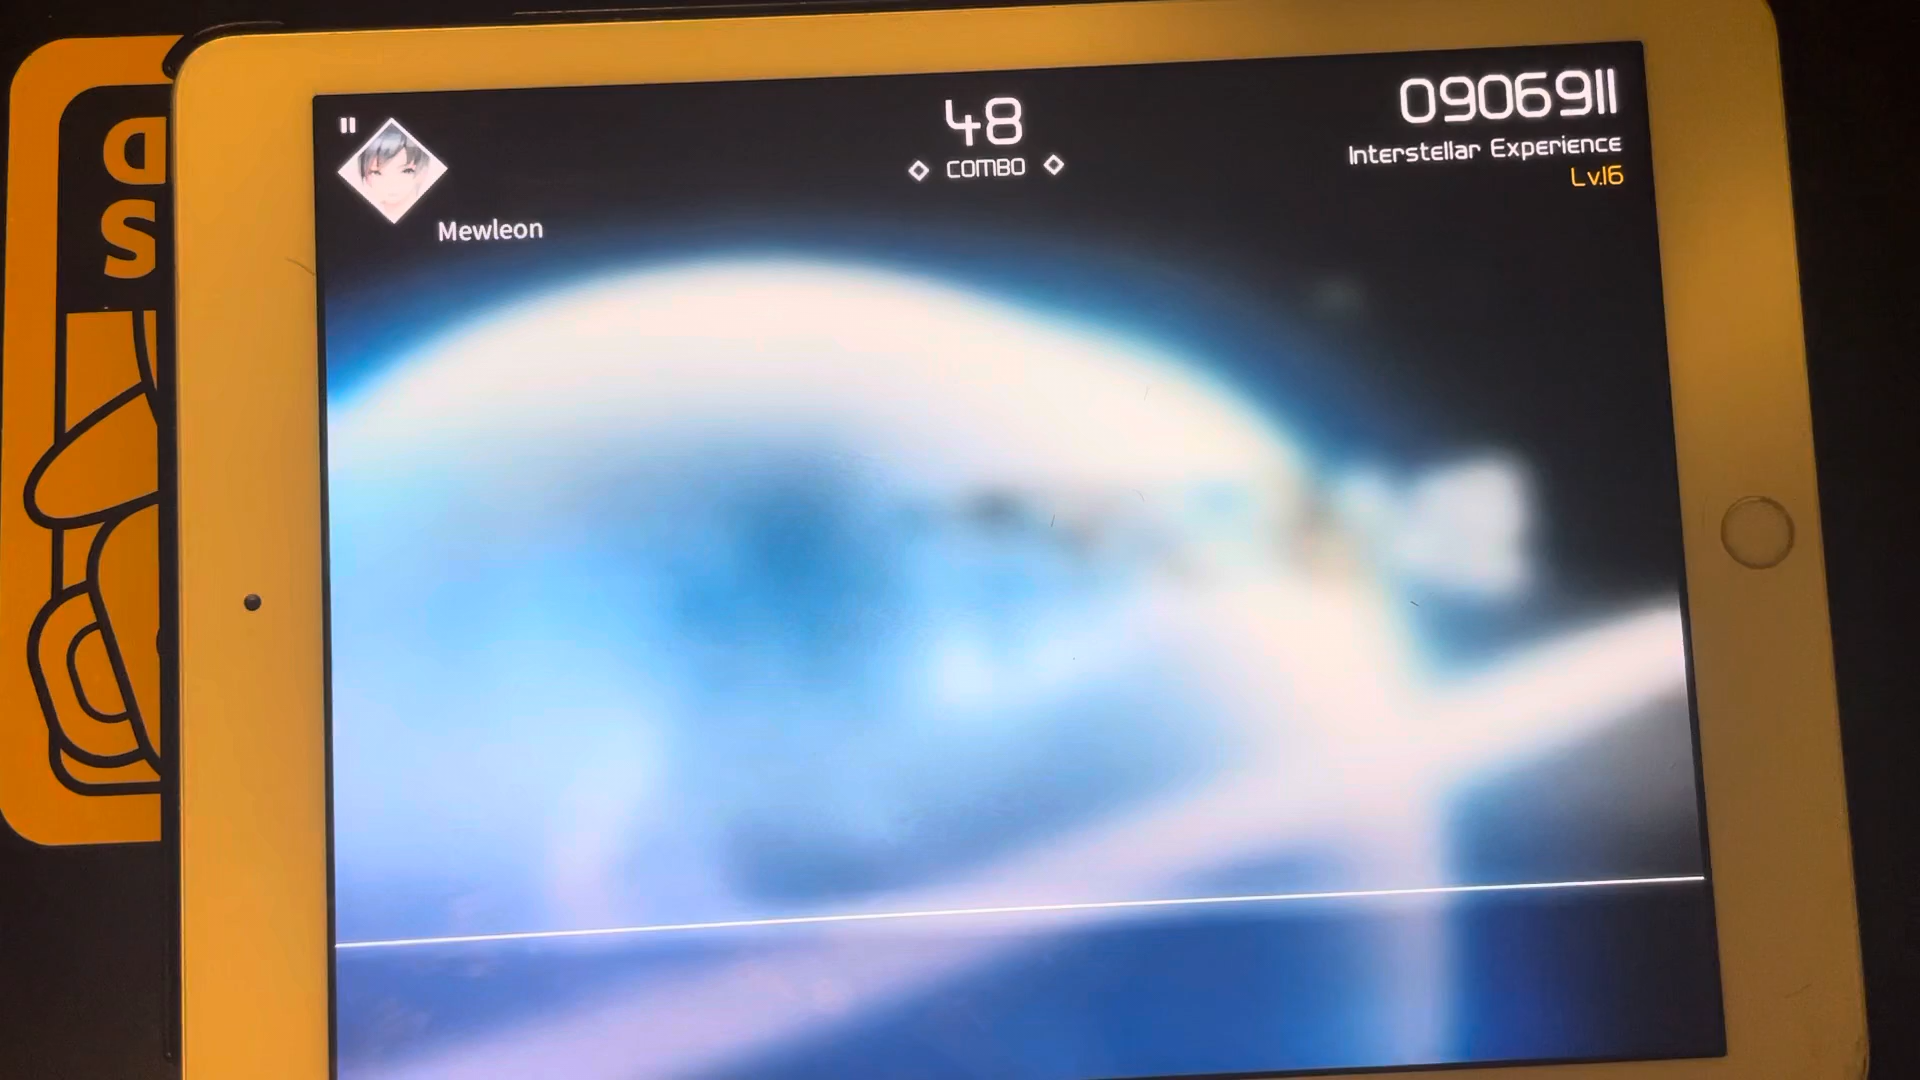 48
COMBO
0906911
Interstellar Experience
Lv.16
Mewleon